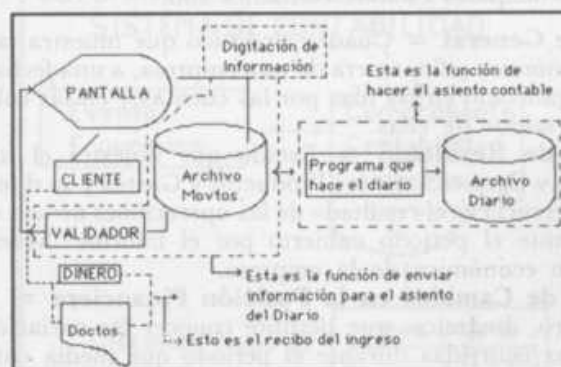 Digitación de
Información
Esta es la función de
hacer el asiento contable
PANTALLA
CLIENTE
Archivo
Movtos
Programa que
hace el diario
Archivo
Diario
VALIDADOR
DINERO
Esta es la función de enviar
información para el asiento
del Diario
Doctos
Esto es el recibo del ingreso